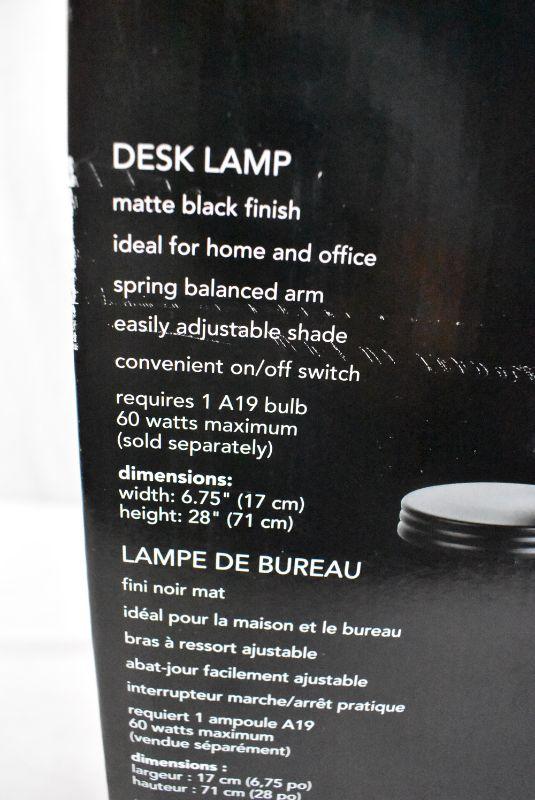 DESK LAMP
matte black finish
ideal for home and office
spring balanced arm
easily adjustable shade
convenient on/off switch
requires 1 A19 bulb
60 watts maximum
(sold separately)
dimensions:
width: 6.75" (17 cm)
height: 28" (71 cm)
LAMPE DE BUREAU
fini noir mat
idéal pour la maison et le bureau
bras à ressort ajustable
abat-jour facilement ajustable
interrupteur marche/arrêt pratique
requiert 1 ampoule A19
60 watts maximum
(vendue séparément)
dimensions :
largeur : 17 cm (6,75 po)
hauteur : 71 cm (28 po)